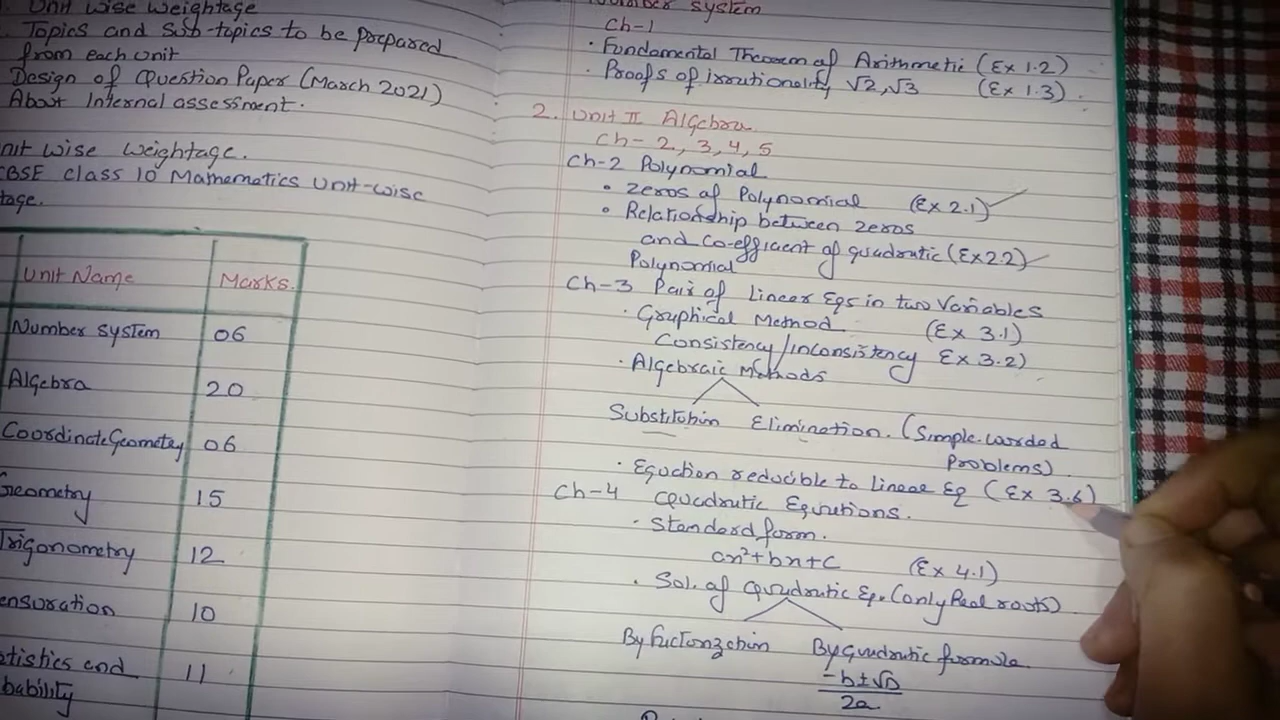 Unit wise weightage
Topics and sub-topics to be prepared
from each unit
Design of Question Paper (March 2021)
About Internal assessment.
nit wise weightage.
CBSE class 10 Mathematics Unit-wise
tage.
Unit Name Marks.
Number system 06
Algebra 20
Coordinate Geometry 06
Geometry 15
Trigonometry 12
ensuration 10
atistics and 11
bability
Number system
Ch-1
· Fundamental Theorem of Arithmetic (Ex 1.2)
· Proofs of irrationality √2, √3 (Ex 1.3).
2. Unit II Algebra
Ch- 2, 3, 4, 5
Ch-2 Polynomial
• Zeros of Polynomial (Ex 2.1)
• Relationship between zeros
and co-efficient of quadratic (Ex 2.2)
Polynomial
Ch-3 Pair of Linear Eqs in two Variables
· Graphical Method (Ex 3.1)
Consistency/inconsistency Ex 3.2)
· Algebraic Methods
Substitution Elimination. (Simple worded
Problems)
· Equation reducible to Linear Eq (Ex 3.6)
Ch-4 Quadratic Equations.
· Standard form.
ax²+bx+c (Ex 4.1)
· Sol. of Quadratic Eq. (only Real roots)
By Factorization By quadratic formula
-b±√D
2a